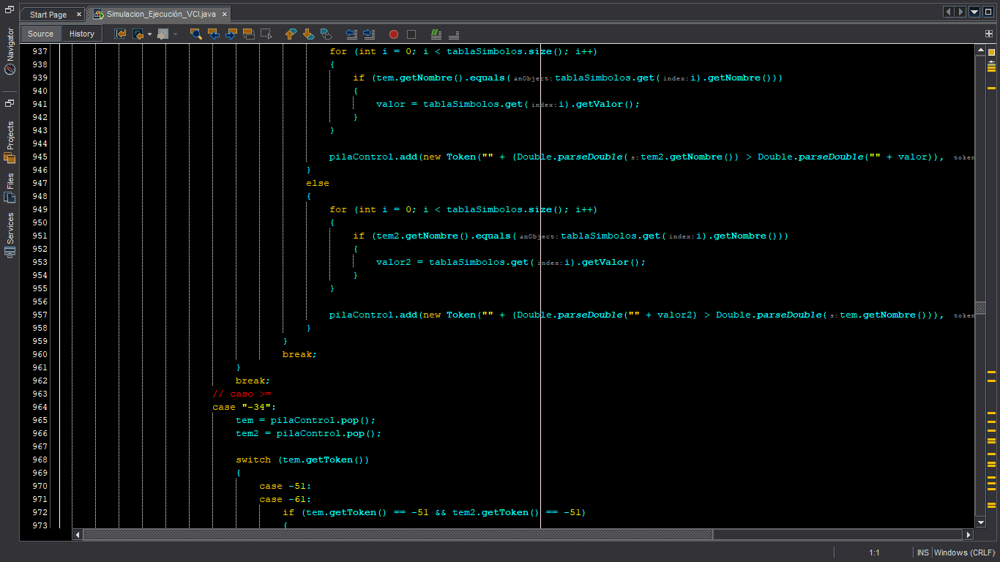 Start Page
Simulacion_Ejecución_VCI.java
Source
History
Navigator
Projects
Files
Services
937 for (int i = 0; i < tablaSimbolos.size(); i++)
938 {
939 if (tem.getNombre().equals( anObject: tablaSimbolos.get( index: i).getNombre()))
940 {
941 valor = tablaSimbolos.get( index: i).getValor();
942 }
943 }
944
945 pilaControl.add(new Token("" + (Double.parseDouble( s: tem2.getNombre()) > Double.parseDouble("" + valor)), token
946 }
947 else
948 {
949 for (int i = 0; i < tablaSimbolos.size(); i++)
950 {
951 if (tem2.getNombre().equals( anObject: tablaSimbolos.get( index: i).getNombre()))
952 {
953 valor2 = tablaSimbolos.get( index: i).getValor();
954 }
955 }
956
957 pilaControl.add(new Token("" + (Double.parseDouble("" + valor2) > Double.parseDouble( s: tem.getNombre())), token
958 }
959 }
960 break;
961 }
962 break;
963 // caso >=
964 case "-34":
965 tem = pilaControl.pop();
966 tem2 = pilaControl.pop();
967
968 switch (tem.getToken())
969 {
970 case -51:
971 case -61:
972 if (tem.getToken() == -51 && tem2.getToken() == -51)
973 {
1:1
INS
Windows (CRLF)